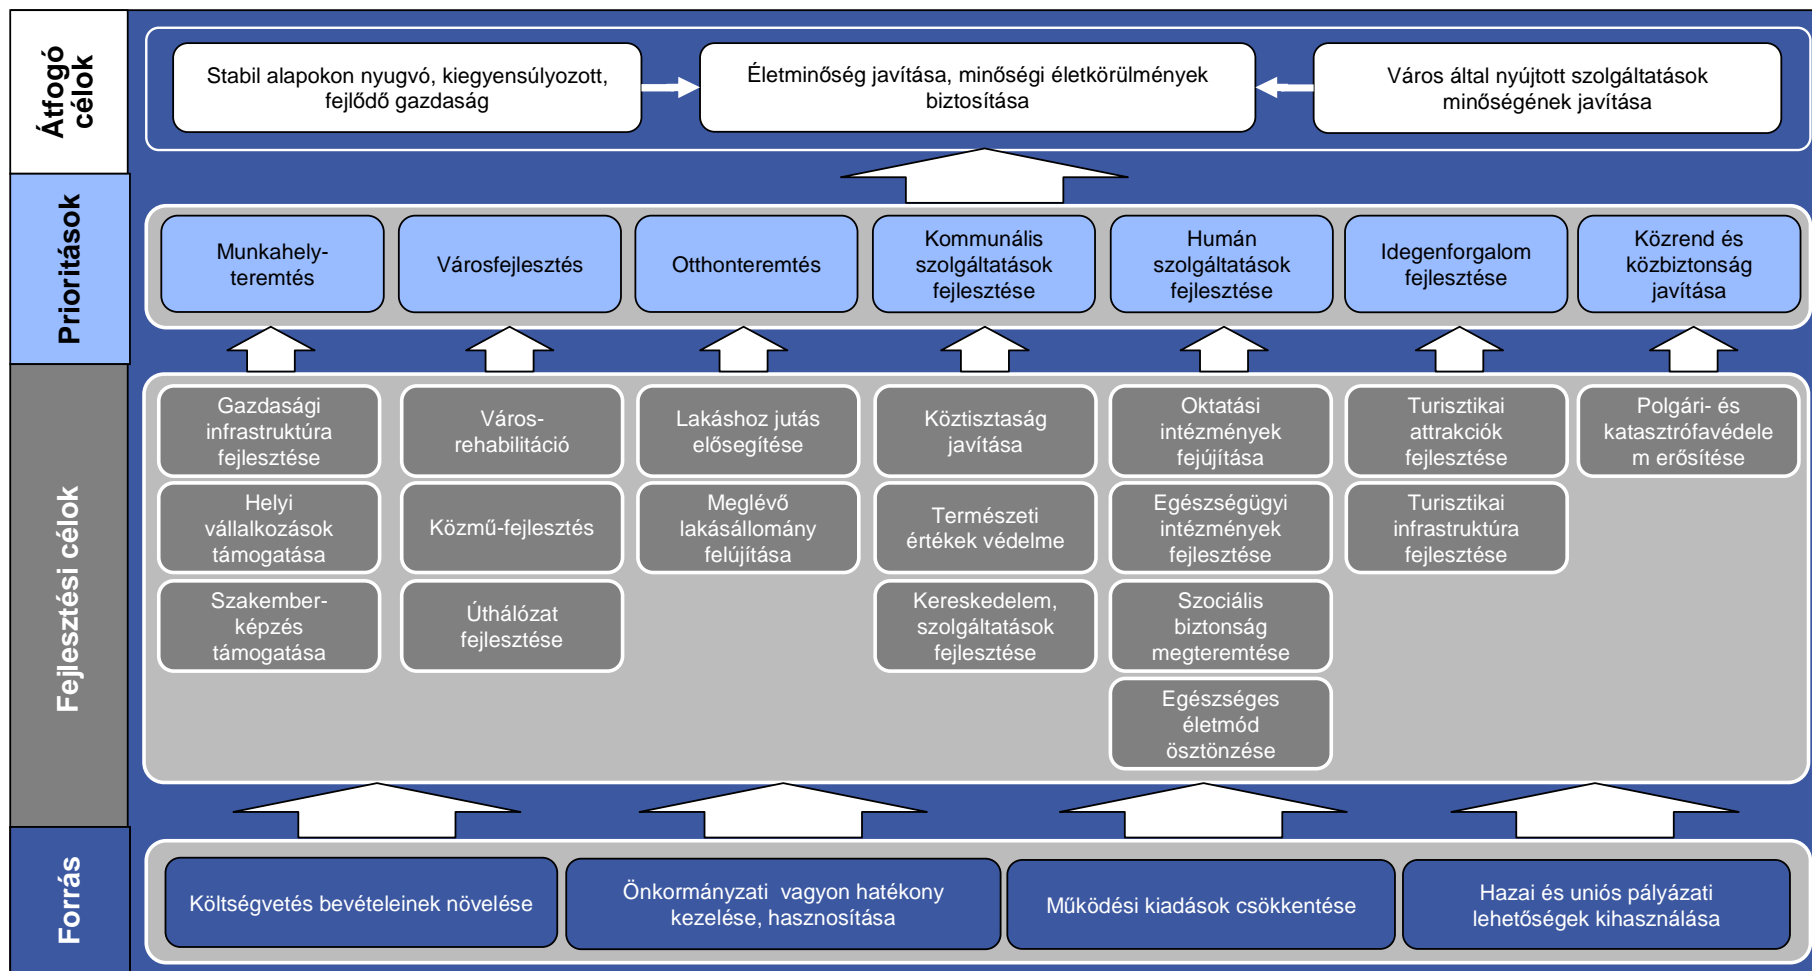 Átfogó
célok
Stabil alapokon nyugvó, kiegyensúlyozott,
fejlődő gazdaság
Életminőség javítása, minőségi életkörülmények
biztosítása
Város által nyújtott szolgáltatások
minőségének javítása
Prioritások
Munkahely-
teremtés
Városfejlesztés
Otthonteremtés
Kommunális
szolgáltatások
fejlesztése
Humán
szolgáltatások
fejlesztése
Idegenforgalom
fejlesztése
Közrend és
közbiztonság
javítása
Fejlesztési célok
Gazdasági
infrastruktúra
fejlesztése
Város-
rehabilitáció
Lakáshoz jutás
elősegítése
Köztisztaság
javítása
Oktatási
intézmények
fejújítása
Turisztikai
attrakciók
fejlesztése
Polgári- és
katasztrófavédele
m erősítése
Helyi
vállalkozások
támogatása
Közmű-fejlesztés
Meglévő
lakásállomány
felújítása
Természeti
értékek védelme
Egészségügyi
intézmények
fejlesztése
Turisztikai
infrastruktúra
fejlesztése
Szakember-
képzés
támogatása
Úthálózat
fejlesztése
Kereskedelem,
szolgáltatások
fejlesztése
Szociális
biztonság
megteremtése
Egészséges
életmód
ösztönzése
Forrás
Költségvetés bevételeinek növelése
Önkormányzati  vagyon hatékony
kezelése, hasznosítása
Működési kiadások csökkentése
Hazai és uniós pályázati
lehetőségek kihasználása